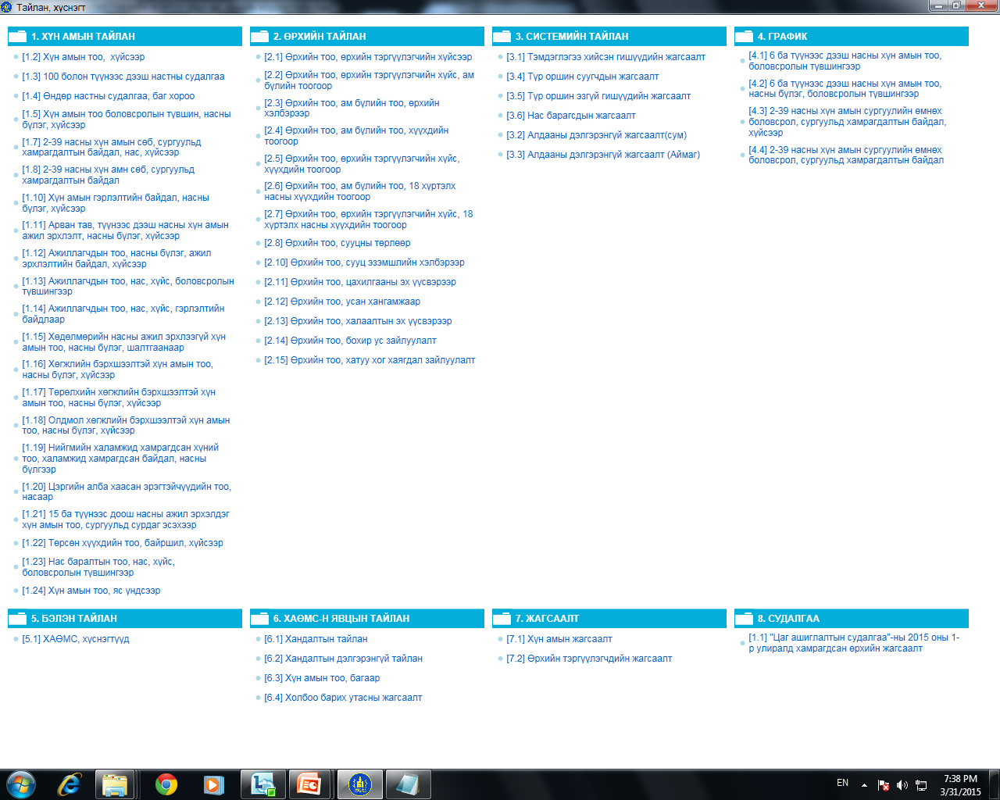 Тайлан, хүснэгт
1. ХҮН АМЫН ТАЙЛАН
[1.2] Хүн амын тоо, хүйсээр
[1.3] 100 болон түүнээс дээш настны судалгаа
[1.4] Өндөр настны судалгаа, баг хороо
[1.5] Хүн амын тоо боловсролын түвшин, насны
бүлэг, хүйсээр
[1.7] 2-39 насны хүн амын сөб, сургуульд
хамрагдалтын байдал, нас, хүйсээр
[1.8] 2-39 насны хүн амн сөб, сургуульд
хамрагдалтын байдал
[1.10] Хүн амын гэрлэлтийн байдал, насны
бүлэг, хүйсээр
[1.11] Арван тав, түүнээс дээш насны хүн амын
ажил эрхлэлт, насны бүлэг, хүйсээр
[1.12] Ажиллагчдын тоо, насны бүлэг, ажил
эрхлэлтийн байдал, хүйсээр
[1.13] Ажиллагчдын тоо, нас, хүйс, боловсролын
түвшингээр
[1.14] Ажиллагчдын тоо, нас, хүйс, гэрлэлтийн
байдлаар
[1.15] Хөдөлмөрийн насны ажил эрхлээгүй хүн
амын тоо, насны бүлэг, шалтгаанаар
[1.16] Хөгжлийн бэрхшээлтэй хүн амын тоо,
насны бүлэг, хүйсээр
[1.17] Төрөлхийн хөгжлийн бэрхшээлтэй хүн
амын тоо, насны бүлэг, хүйсээр
[1.18] Олдмол хөгжлийн бэрхшээлтэй хүн амын
тоо, насны бүлэг, хүйсээр
[1.19] Нийгмийн халамжид хамрагдсан хүний
тоо, халамжид хамрагдсан байдал, насны
бүлгээр
[1.20] Цэргийн алба хаасан эрэгтэйчүүдийн тоо,
насаар
[1.21] 15 ба түүнээс доош насны ажил эрхэлдэг
хүн амын тоо, сургуульд сурдаг эсэхээр
[1.22] Төрсөн хүүхдийн тоо, байршил, хүйсээр
[1.23] Нас баралтын тоо, нас, хүйс,
боловсролын түвшингээр
[1.24] Хүн амын тоо, яс үндсээр
2. ӨРХИЙН ТАЙЛАН
[2.1] Өрхийн тоо, өрхийн тэргүүлэгчийн хүйсээр
[2.2] Өрхийн тоо, өрхийн тэргүүлэгчийн хүйс, ам
бүлийн тоогоор
[2.3] Өрхийн тоо, ам бүлийн тоо, өрхийн
хэлбэрээр
[2.4] Өрхийн тоо, ам бүлийн тоо, хүүхдийн
тоогоор
[2.5] Өрхийн тоо, өрхийн тэргүүлэгчийн хүйс,
хүүхдийн тоогоор
[2.6] Өрхийн тоо, ам бүлийн тоо, 18 хүртэлх
насны хүүхдийн тоогоор
[2.7] Өрхийн тоо, өрхийн тэргүүлэгчийн хүйс, 18
хүртэлх насны хүүхдийн тоогоор
[2.8] Өрхийн тоо, сууцны төрлөөр
[2.10] Өрхийн тоо, сууц эзэмшлийн хэлбэрээр
[2.11] Өрхийн тоо, цахилгааны эх үүсвэрээр
[2.12] Өрхийн тоо, усан хангамжаар
[2.13] Өрхийн тоо, халаалтын эх үүсвэрээр
[2.14] Өрхийн тоо, бохир ус зайлуулалт
[2.15] Өрхийн тоо, хатуу хог хаягдал зайлуулалт
3. СИСТЕМИЙН ТАЙЛАН
[3.1] Тэмдэглэгээ хийсэн гишүүдийн жагсаалт
[3.4] Түр оршин суугчдын жагсаалт
[3.5] Түр оршин эзгүй гишүүдийн жагсаалт
[3.6] Нас барагсдын жагсаалт
[3.2] Алдааны дэлгэрэнгүй жагсаалт(сум)
[3.3] Алдааны дэлгэрэнгүй жагсаалт (Аймаг)
4. ГРАФИК
[4.1] 6 ба түүнээс дээш насны хүн амын тоо,
боловсролын түвшингээр
[4.2] 6 ба түүнээс дээш насны хүн амын тоо,
насны бүлэг, боловсролын түвшингээр
[4.3] 2-39 насны хүн амын сургуулийн өмнөх
боловсрол, сургуульд хамрагдалтын байдал,
хүйсээр
[4.4] 2-39 насны хүн амын сургуулийн өмнөх
боловсрол, сургуульд хамрагдалтын байдал
5. БЭЛЭН ТАЙЛАН
[5.1] ХАӨМС, хүснэгтүүд
6. ХАӨМС-Н ЯВЦЫН ТАЙЛАН
[6.1] Хандалтын тайлан
[6.2] Хандалтын дэлгэрэнгүй тайлан
[6.3] Хүн амын тоо, багаар
[6.4] Холбоо барих утасны жагсаалт
7. ЖАГСААЛТ
[7.1] Хүн амын жагсаалт
[7.2] Өрхийн тэргүүлэгчдийн жагсаалт
8. СУДАЛГАА
[1.1] "Цаг ашиглалтын судалгаа"-ны 2015 оны 1-
р улиралд хамрагдсан өрхийн жагсаалт
EN
7:38 PM
3/31/2015